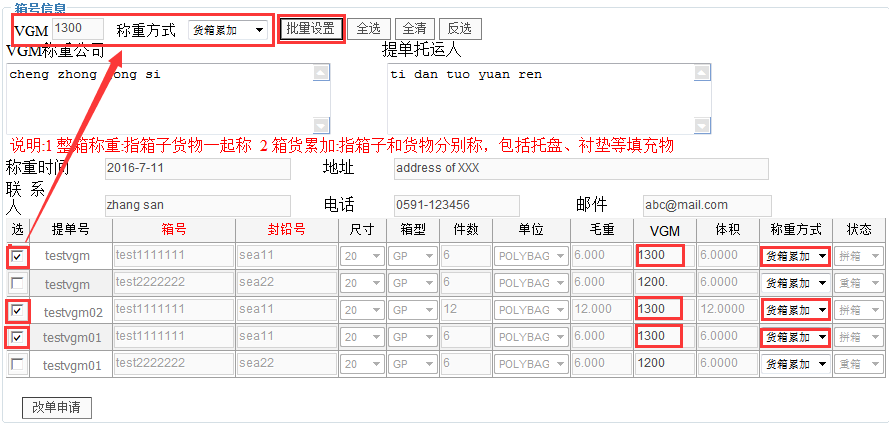 箱号信息
VGM 1300 称重方式 货箱累加 批量设置 全选 全清 反选
VGM称重公司 提单托运人
cheng zhong ong si ti dan tuo yuan ren
说明:1 整箱称重:指箱子货物一起称 2 箱货累加:指箱子和货物分别称，包括托盘、衬垫等填充物
称重时间 2016-7-11 地址 address of XXX
联 系
人 zhang san 电话 0591-123456 邮件 abc@mail.com
选 提单号 箱号 封铅号 尺寸 箱型 件数 单位 毛重 VGM 体积 称重方式 状态
testvgm test1111111 sea11 20 GP 6 POLYBAG 6.000 1300 6.0000 货箱累加 拼箱
testvgm test2222222 sea22 20 GP 6 POLYBAG 6.000 1200. 6.0000 货箱累加 重箱
testvgm02 test1111111 sea11 20 GP 12 POLYBAG 12.000 1300 12.0000 货箱累加 拼箱
testvgm01 test1111111 sea11 20 GP 6 POLYBAG 6.000 1300 6.0000 货箱累加 拼箱
testvgm01 test2222222 sea22 20 GP 6 POLYBAG 6.000 1200 6.0000 货箱累加 重箱
改单申请